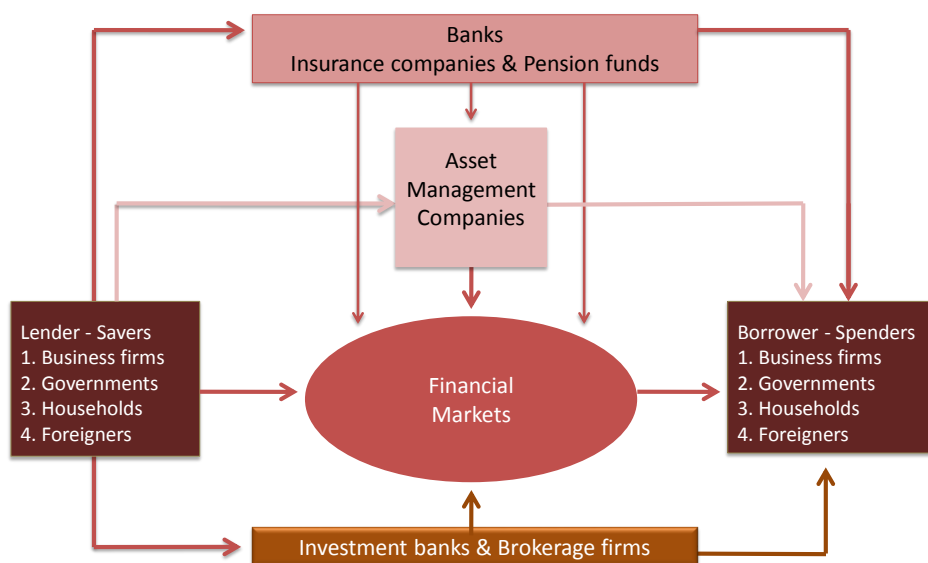 Banks
Insurance companies & Pension funds
Asset
Management
Companies
Lender - Savers
1. Business firms
2. Governments
3. Households
4. Foreigners
Financial
Markets
Borrower - Spenders
1. Business firms
2. Governments
3. Households
4. Foreigners
Investment banks & Brokerage firms